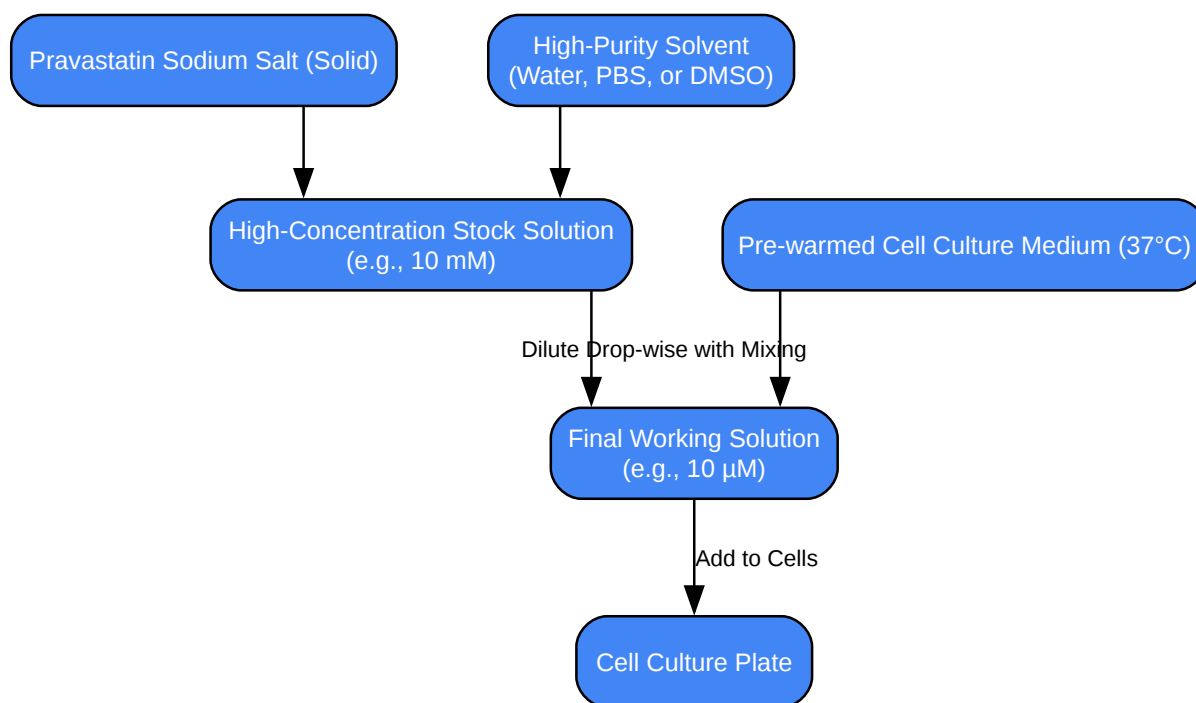 Pravastatin Sodium Salt (Solid)
High-Purity Solvent
(Water, PBS, or DMSO)
High-Concentration Stock Solution
(e.g., 10 mM)
Pre-warmed Cell Culture Medium (37°C)
Dilute Drop-wise with Mixing
Final Working Solution
(e.g., 10 µM)
Add to Cells
Cell Culture Plate